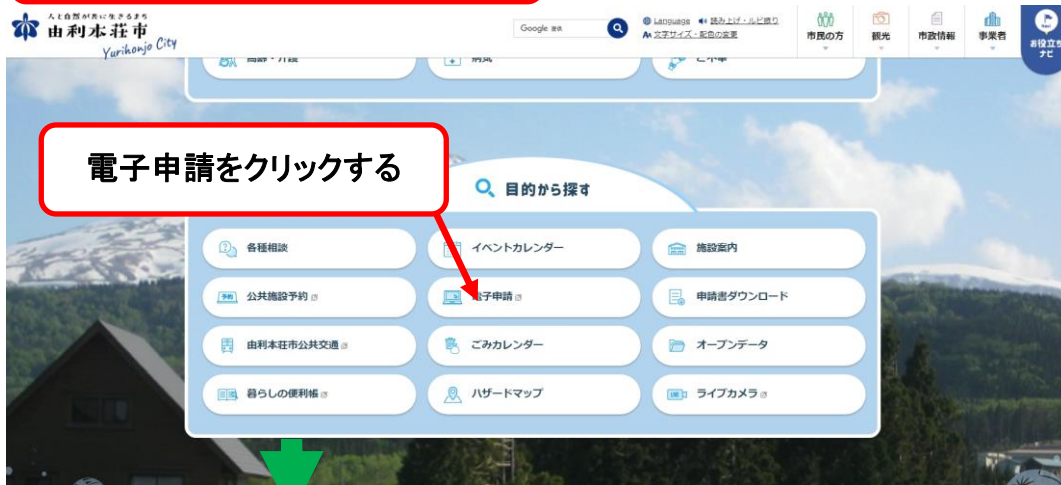 人と自然が共に生きるまち
由利本荘市
Yurihonjo City
Google 検索
Language 読み上げ・ルビ振り
文字サイズ・配色の変更
市民の方
観光
市政情報
事業者
お役立ち
ナビ
高齢・介護
病気
電子申請をクリックする
目的から探す
各種相談
イベントカレンダー
施設案内
予約
公共施設予約
電子申請
申請書ダウンロード
由利本荘市公共交通
ごみカレンダー
オープンデータ
暮らしの便利帳
ハザードマップ
LIVE
ライブカメラ